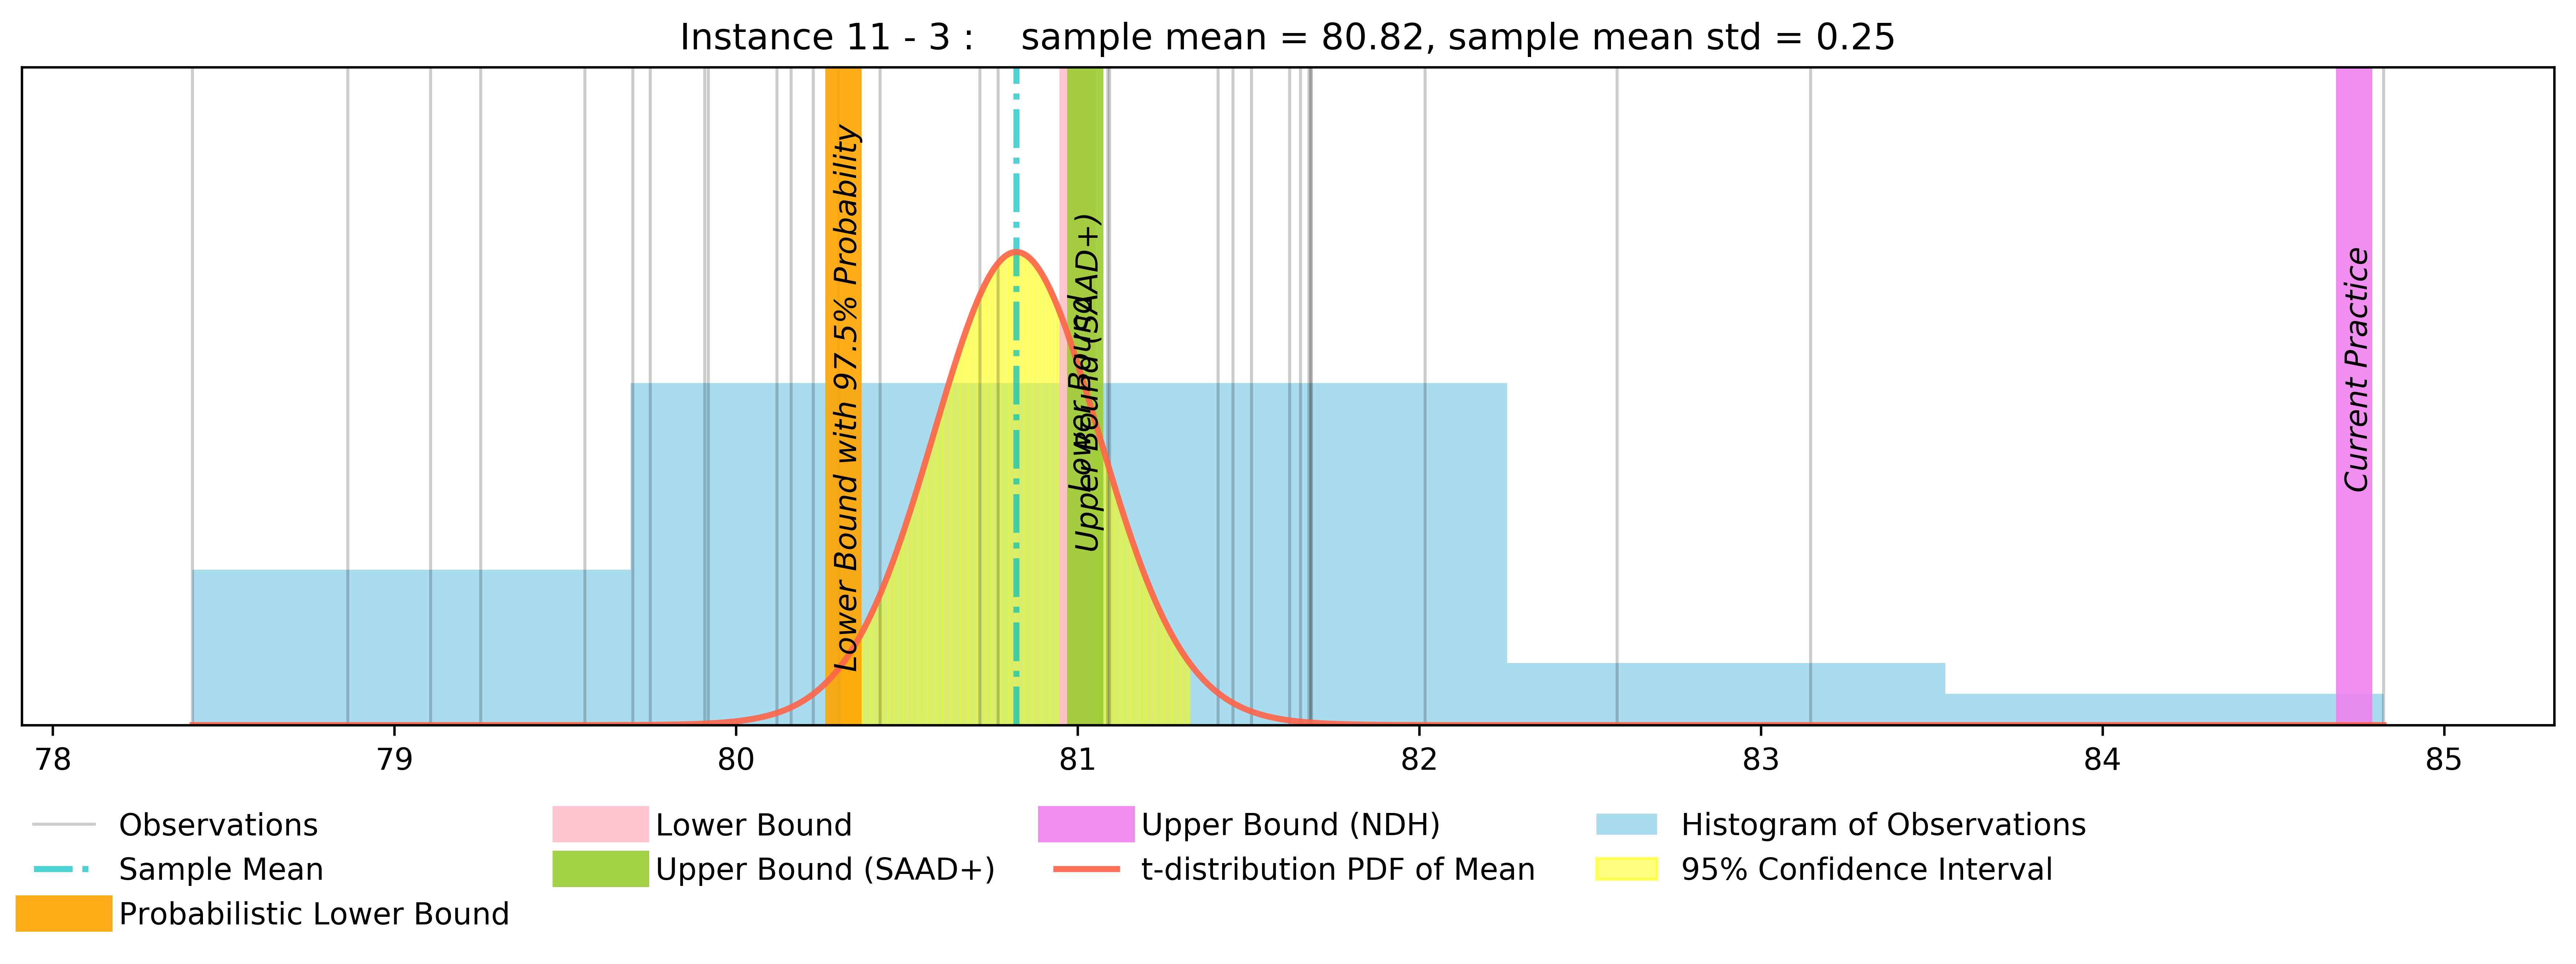 Instance 11 - 3 :    sample mean = 80.82, sample mean std = 0.25
Lower Bound with 97.5% Probability
Lower Bound
Upper Bound (SAAD+)
Current Practice
78 79 80 81 82 83 84 85
Observations
Sample Mean
Probabilistic Lower Bound
Lower Bound
Upper Bound (SAAD+)
Upper Bound (NDH)
t-distribution PDF of Mean
Histogram of Observations
95% Confidence Interval